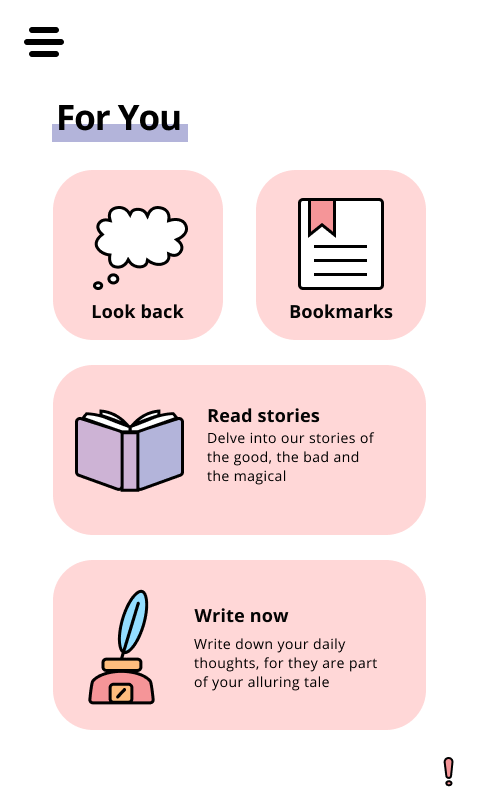 For You
Look back
Bookmarks
Read stories
Delve into our stories of
the good, the bad and
the magical
Write now
Write down your daily
thoughts, for they are part
of your alluring tale